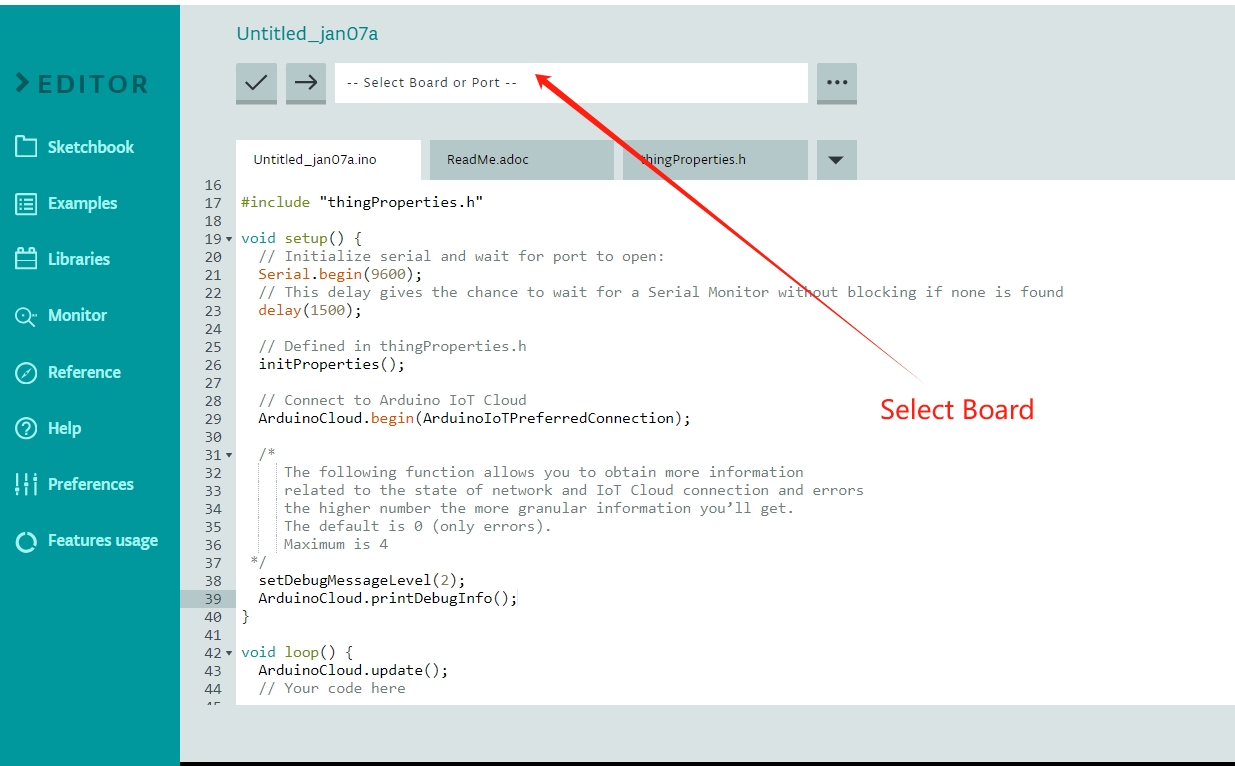 Untitled_jan07a
EDITOR
-- Select Board or Port --
Sketchbook
Examples
Libraries
Monitor
Reference
Help
Preferences
Features usage
Untitled_jan07a.ino
ReadMe.adoc
thingProperties.h
16
17 #include "thingProperties.h"
18
19 void setup() {
20 // Initialize serial and wait for port to open:
21 Serial.begin(9600);
22 // This delay gives the chance to wait for a Serial Monitor without blocking if none is found
23 delay(1500);
24
25 // Defined in thingProperties.h
26 initProperties();
27
28 // Connect to Arduino IoT Cloud
29 ArduinoCloud.begin(ArduinoIoTPreferredConnection);
30
31 /*
32 The following function allows you to obtain more information
33 related to the state of network and IoT Cloud connection and errors
34 the higher number the more granular information you’ll get.
35 The default is 0 (only errors).
36 Maximum is 4
37 */
38 setDebugMessageLevel(2);
39 ArduinoCloud.printDebugInfo();
40 }
41
42 void loop() {
43 ArduinoCloud.update();
44 // Your code here
Select Board